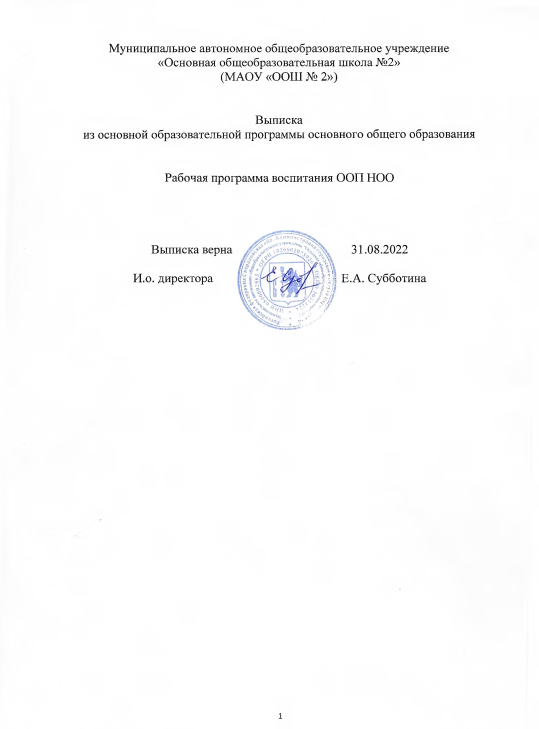 Муниципальное автономное общеобразовательное учреждение
«Основная общеобразовательная школа №2»
(МАОУ «ООШ № 2»)
Выписка
из основной образовательной программы основного общего образования
Рабочая программа воспитания ООП НОО
Выписка верна 31.08.2022
И.о. директора Е.А. Субботина
1